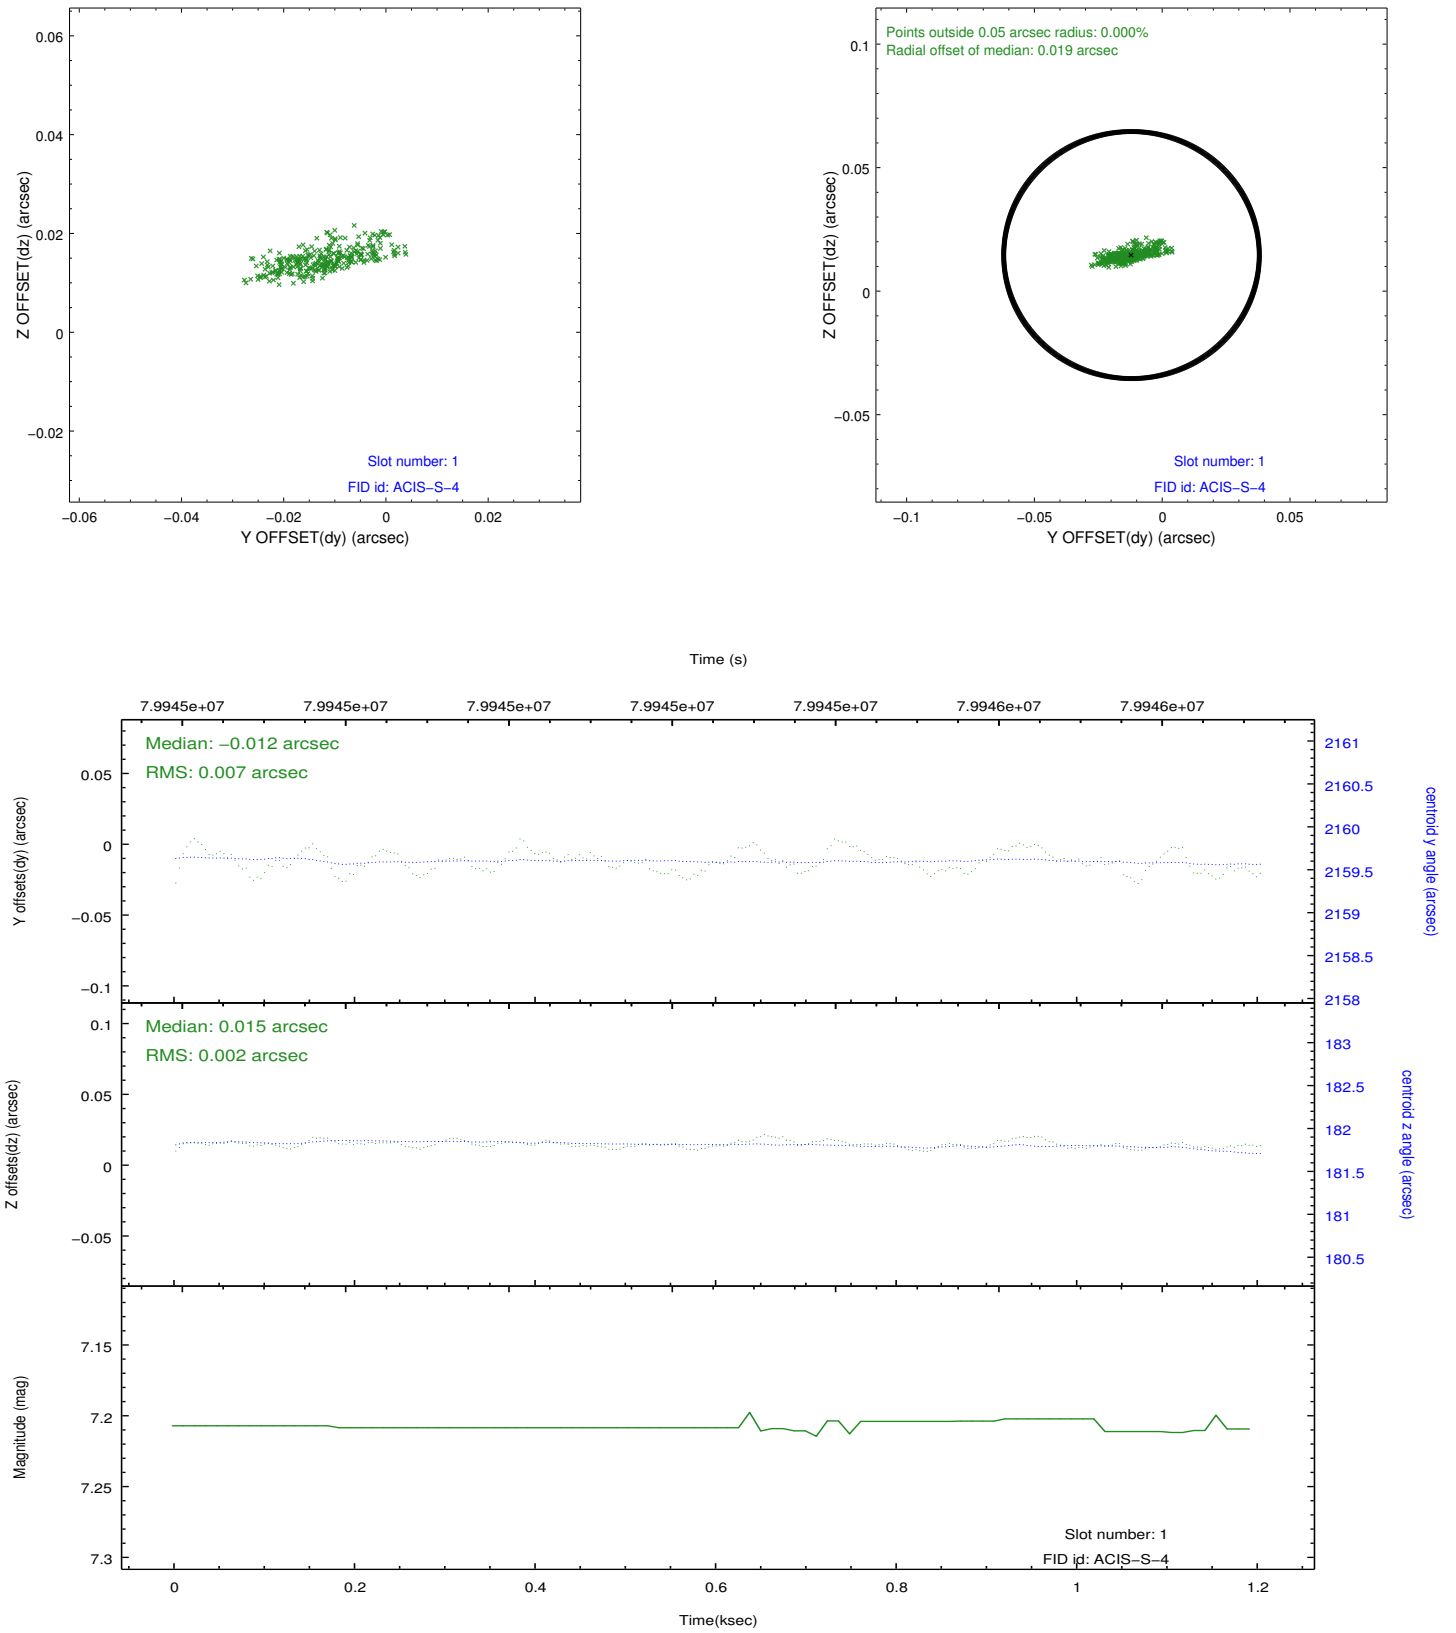 0.06
0.04
0.02
0
−0.02
Z OFFSET(dz) (arcsec)
Slot number: 1
FID id: ACIS−S−4
−0.06 −0.04 −0.02 0 0.02
Y OFFSET(dy) (arcsec)
Points outside 0.05 arcsec radius: 0.000%
Radial offset of median: 0.019 arcsec
0.1
0.05
0
−0.05
Z OFFSET(dz) (arcsec)
Slot number: 1
FID id: ACIS−S−4
−0.1 −0.05 0 0.05
Y OFFSET(dy) (arcsec)
Time (s)
7.9945e+07 7.9945e+07 7.9945e+07 7.9945e+07 7.9945e+07 7.9946e+07 7.9946e+07
Median: −0.012 arcsec
RMS: 0.007 arcsec
0.05
0
−0.05
−0.1
Y offsets(dy) (arcsec)
2161
2160.5
2160
2159.5
2159
2158.5
2158
centroid y angle (arcsec)
Median: 0.015 arcsec
RMS: 0.002 arcsec
0.1
0.05
0
−0.05
Z offsets(dz) (arcsec)
183
182.5
182
181.5
181
180.5
centroid z angle (arcsec)
7.15
7.2
7.25
7.3
Magnitude (mag)
Slot number: 1
FID id: ACIS−S−4
0 0.2 0.4 0.6 0.8 1 1.2
Time(ksec)